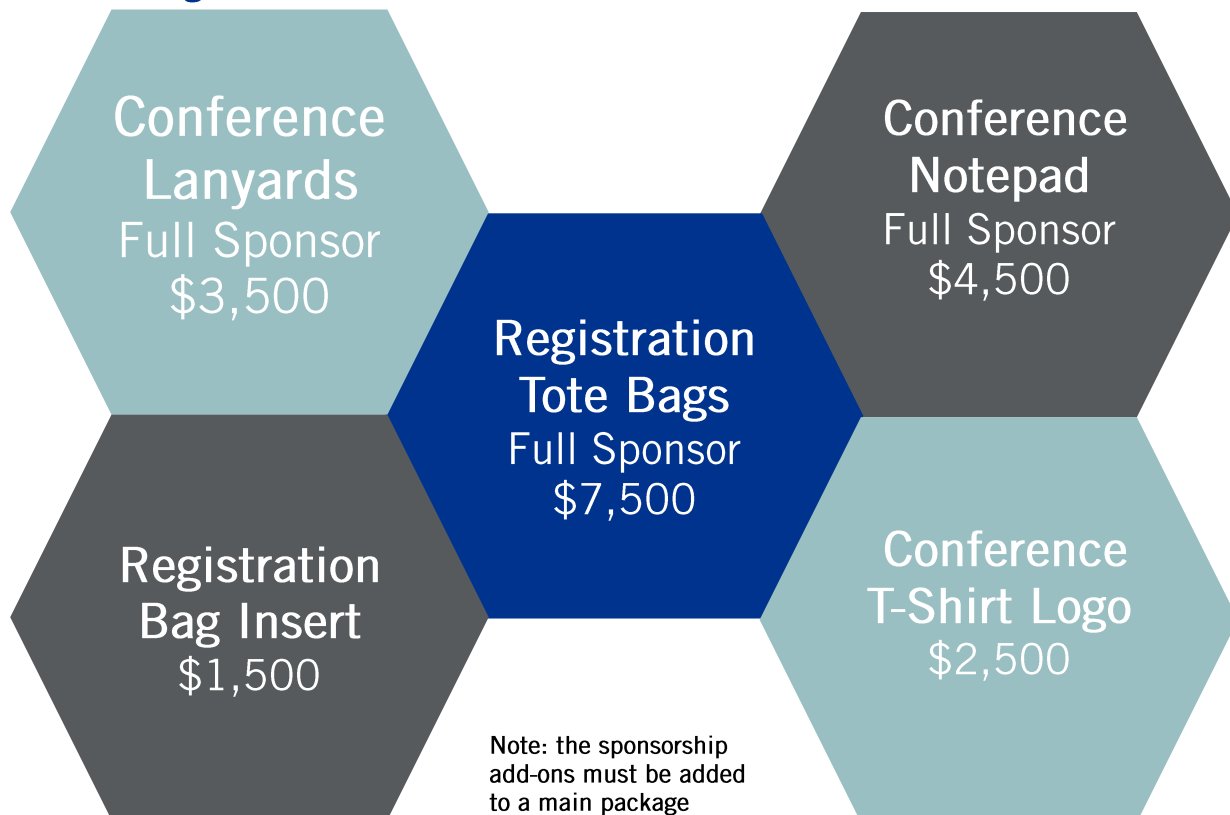 Conference
Lanyards
Full Sponsor
$3,500
Conference
Notepad
Full Sponsor
$4,500
Registration
Tote Bags
Full Sponsor
$7,500
Registration
Bag Insert
$1,500
Conference
T-Shirt Logo
$2,500
Note: the sponsorship
add-ons must be added
to a main package